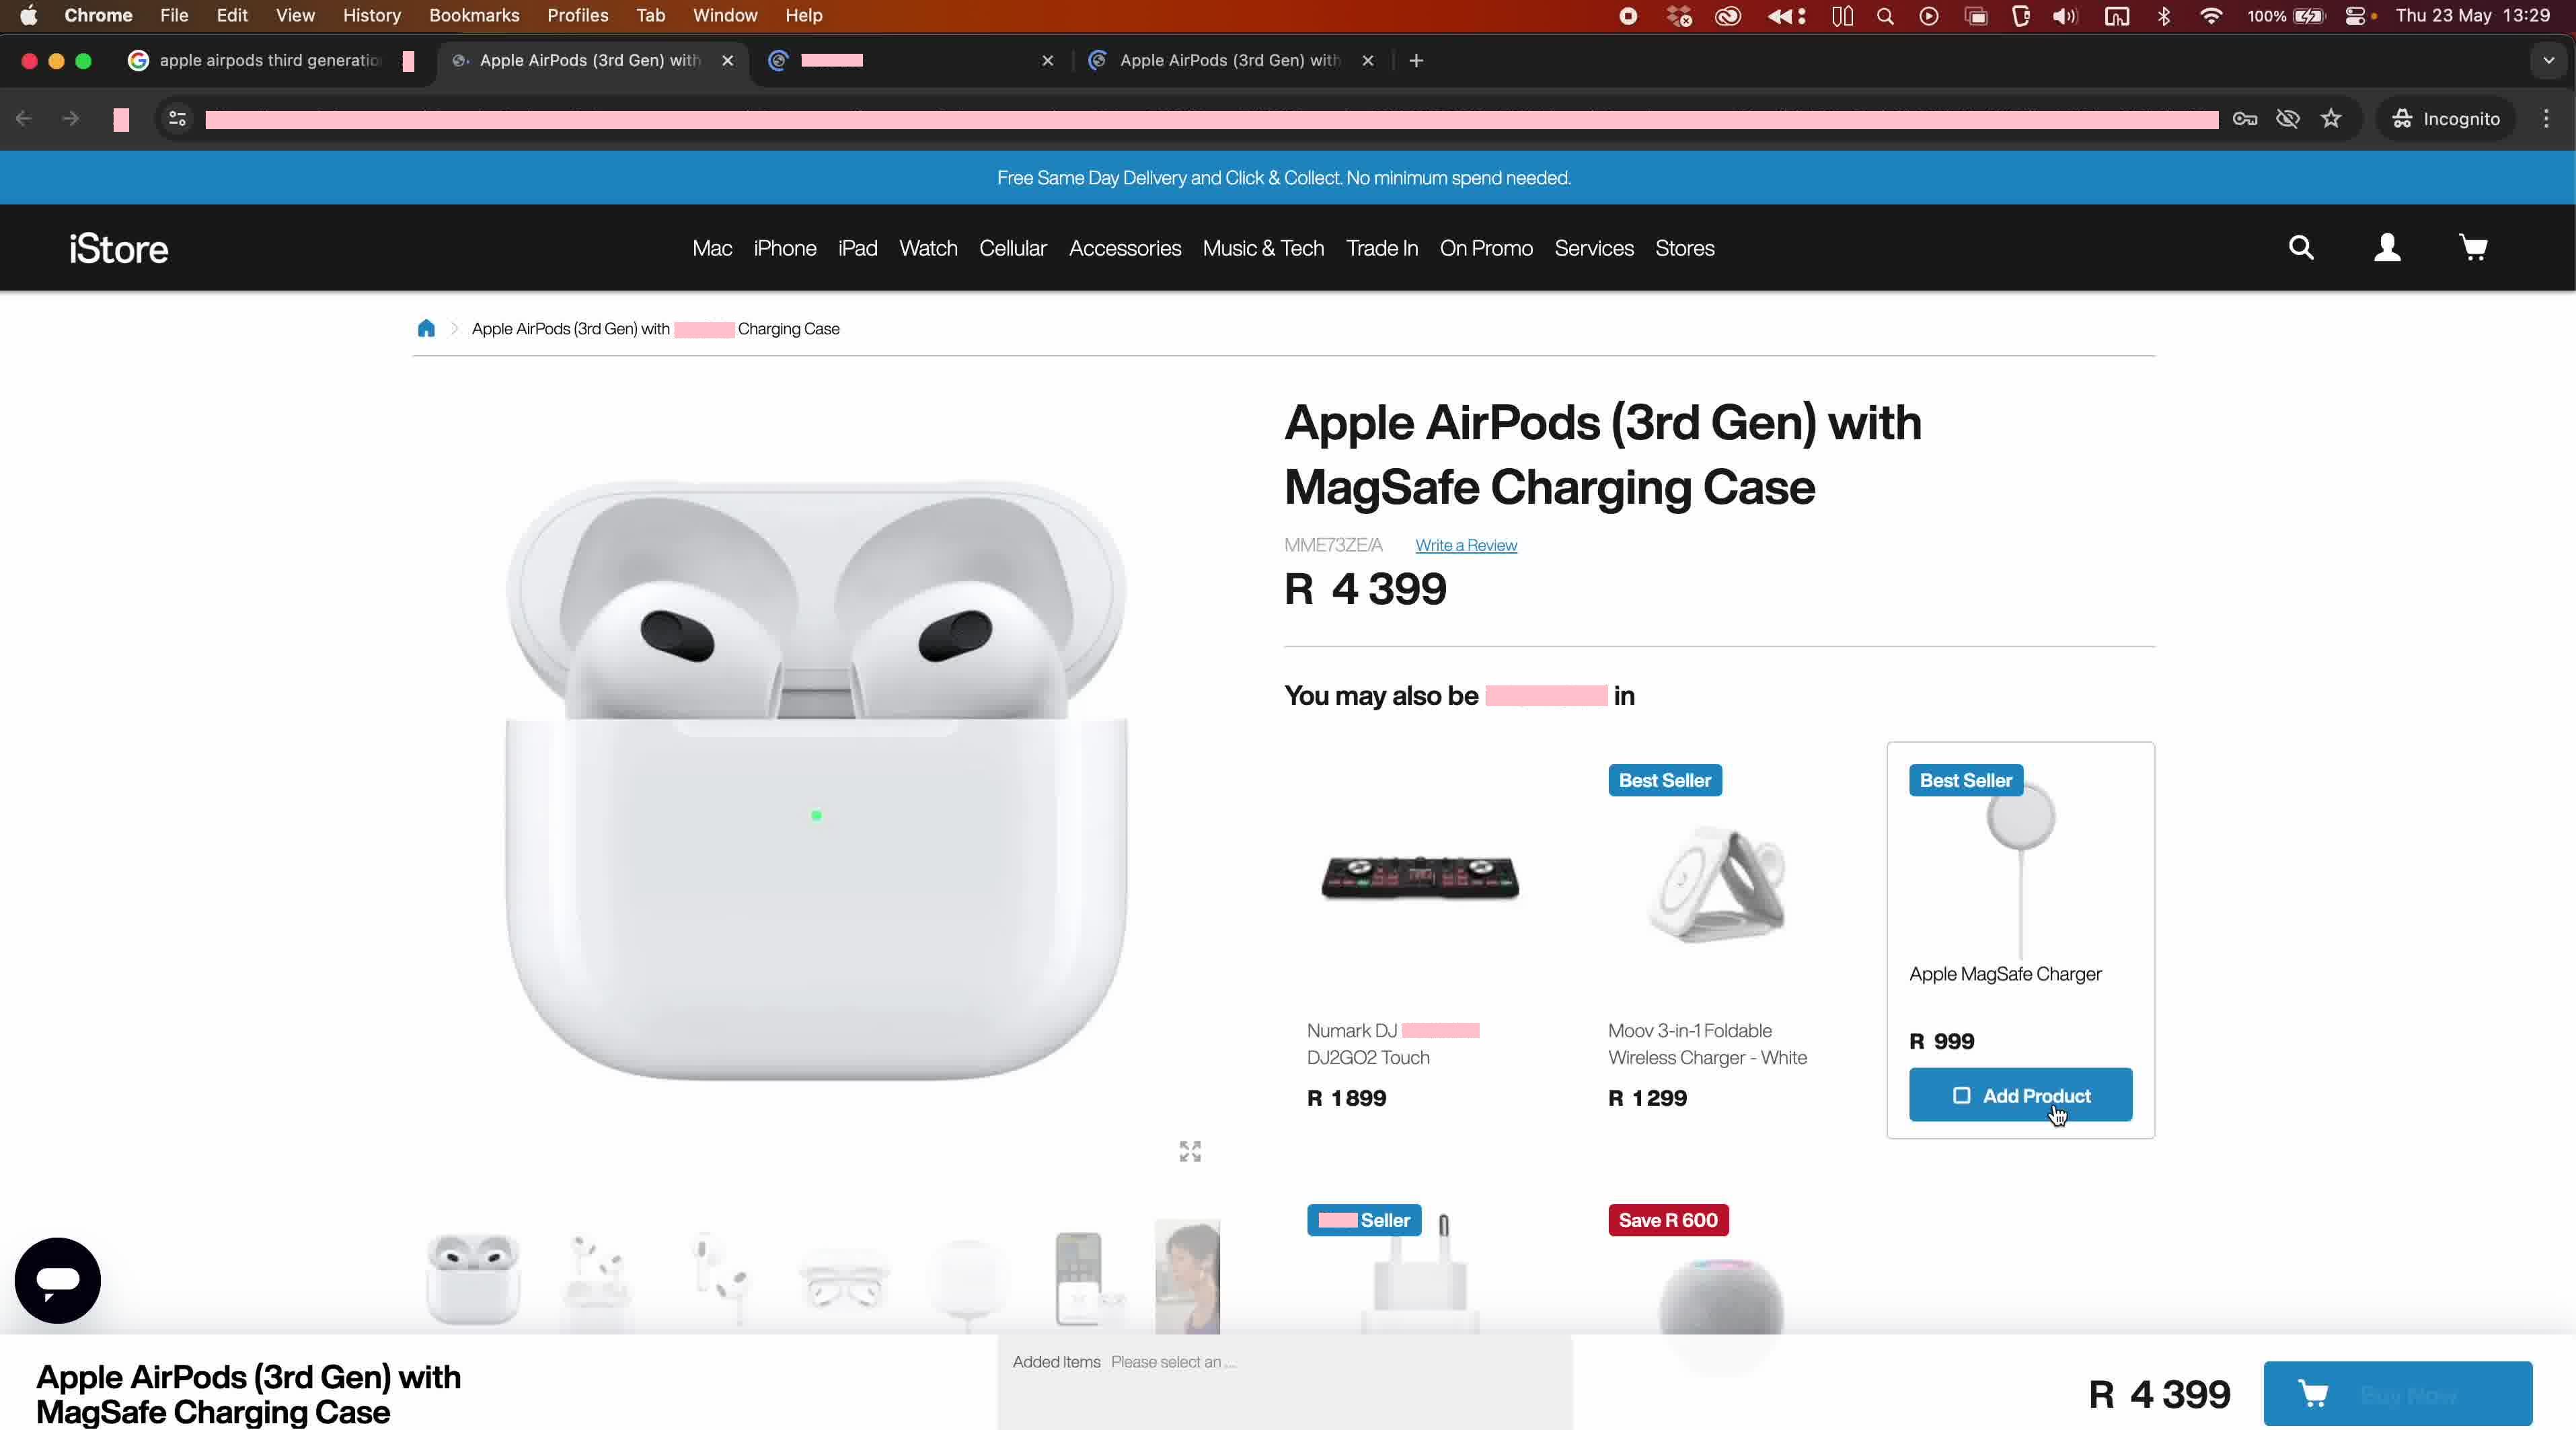 Chrome File Edit View History Bookmarks Profiles Tab Window Help 100% Thu 23 May 13:29
apple airpods third generatio
Apple AirPods (3rd Gen) with
Apple AirPods (3rd Gen) with
Incognito
Free Same Day Delivery and Click & Collect. No minimum spend needed.
iStore Mac iPhone iPad Watch Cellular Accessories Music & Tech Trade In On Promo Services Stores
Apple AirPods (3rd Gen) with Charging Case
Apple AirPods (3rd Gen) with
MagSafe Charging Case
MME73ZE/A Write a Review
R 4 399
You may also be in
Numark DJ
DJ2GO2 Touch
R 1 899
Best Seller
Moov 3-in-1 Foldable
Wireless Charger - White
R 1 299
Best Seller
Apple MagSafe Charger
R 999
Add Product
Seller
Save R 600
Apple AirPods (3rd Gen) with
MagSafe Charging Case
Added Items Please select an ...
R 4 399
Buy Now